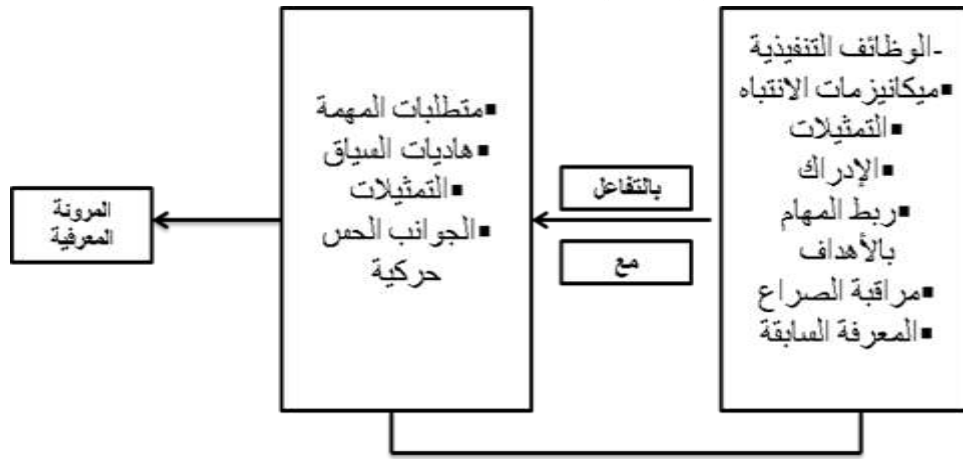 -الوظائف التنفيذية
▪ميكانيزمات الانتباه
▪التمثيلات
▪الإدراك
▪ربط المهام
بالأهداف
▪مراقبة الصراع
▪المعرفة السابقة
بالتفاعل
مع
▪متطلبات المهمة
▪هاديات السياق
▪التمثيلات
▪الجوانب الحس
حركية
المرونة
المعرفية